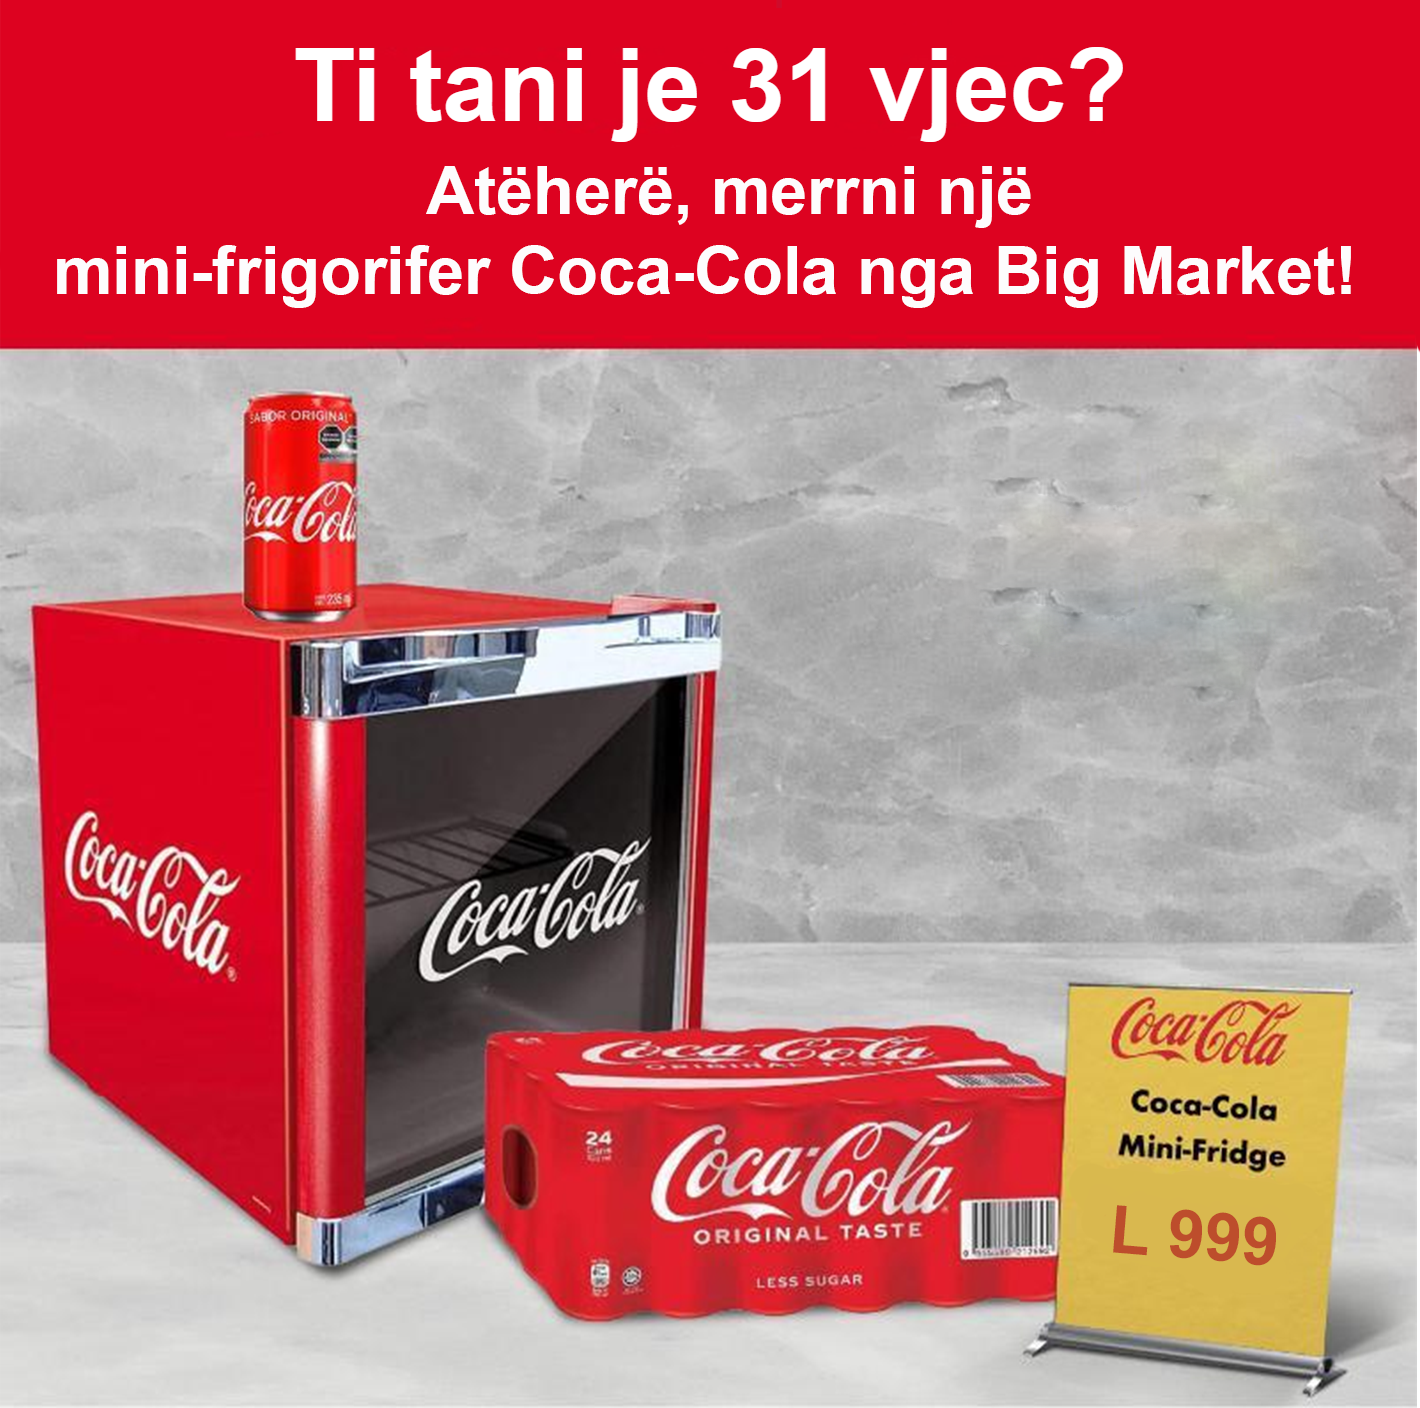 Ti tani je 31 vjec?
Atëherë, merrni një
mini-frigorifer Coca-Cola nga Big Market!
SABOR ORIGINAL
Coca-Cola
235
Coca-Cola
Coca-Cola
Coca-Cola
ORIGINAL TASTE
24
Cans
Coca-Cola
ORIGINAL TASTE
LESS SUGAR
Coca-Cola
Coca-Cola
Mini-Fridge
L 999